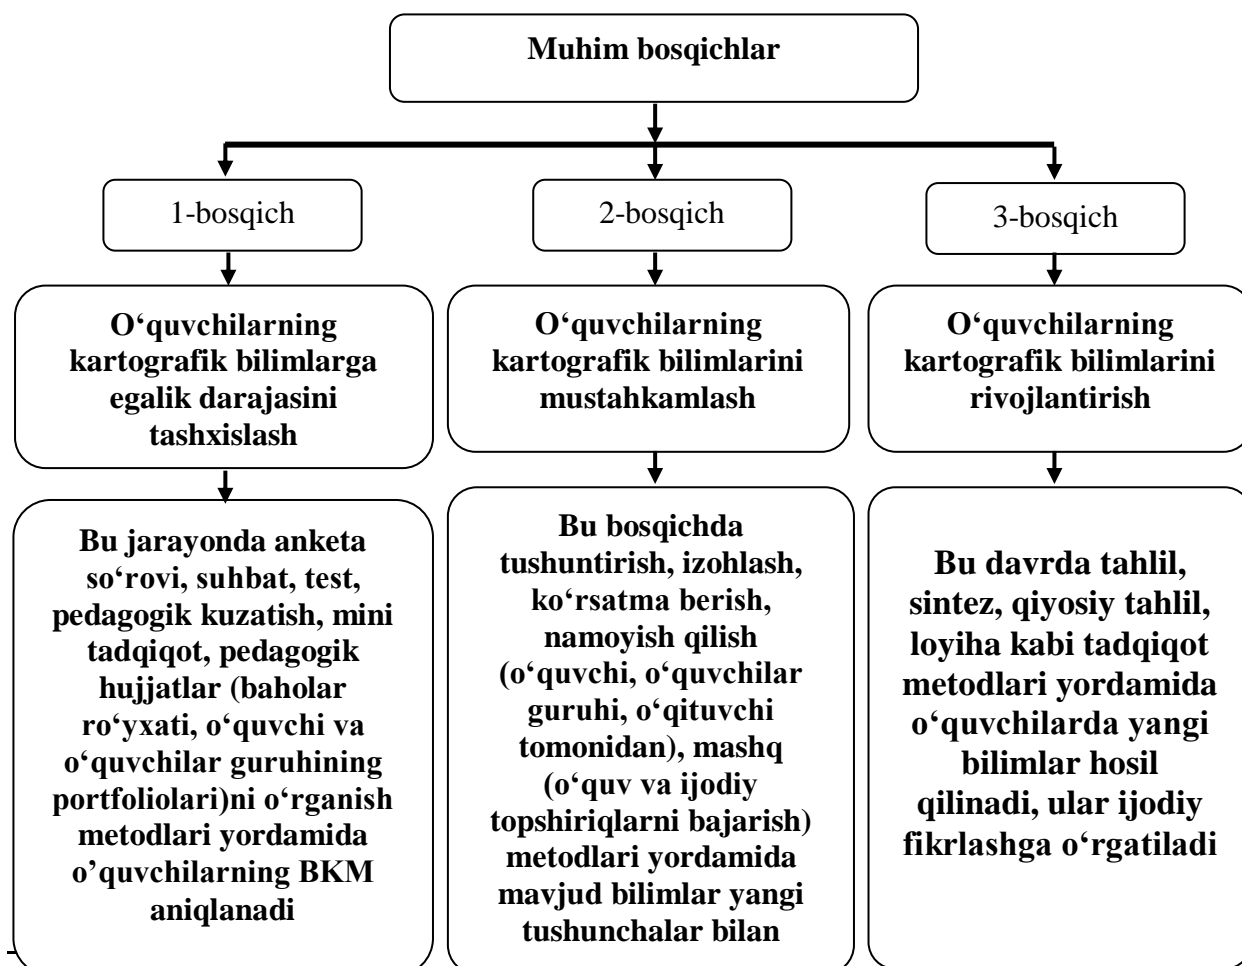 Muhim bosqichlar
1-bosqich
2-bosqich
3-bosqich
O‘quvchilarning
kartografik bilimlarga
egalik darajasini
tashxislash
O‘quvchilarning
kartografik bilimlarini
mustahkamlash
O‘quvchilarning
kartografik bilimlarini
rivojlantirish
Bu jarayonda anketa
so‘rovi, suhbat, test,
pedagogik kuzatish, mini
tadqiqot, pedagogik
hujjatlar (baholar
ro‘yxati, o‘quvchi va
o‘quvchilar guruhining
portfoliolari)ni o‘rganish
metodlari yordamida
o’quvchilarning BKM
aniqlanadi
Bu bosqichda
tushuntirish, izohlash,
ko‘rsatma berish,
namoyish qilish
(o‘quvchi, o‘quvchilar
guruhi, o‘qituvchi
tomonidan), mashq
(o‘quv va ijodiy
topshiriqlarni bajarish)
metodlari yordamida
mavjud bilimlar yangi
tushunchalar bilan
Bu davrda tahlil,
sintez, qiyosiy tahlil,
loyiha kabi tadqiqot
metodlari yordamida
o‘quvchilarda yangi
bilimlar hosil
qilinadi, ular ijodiy
fikrlashga o‘rgatiladi